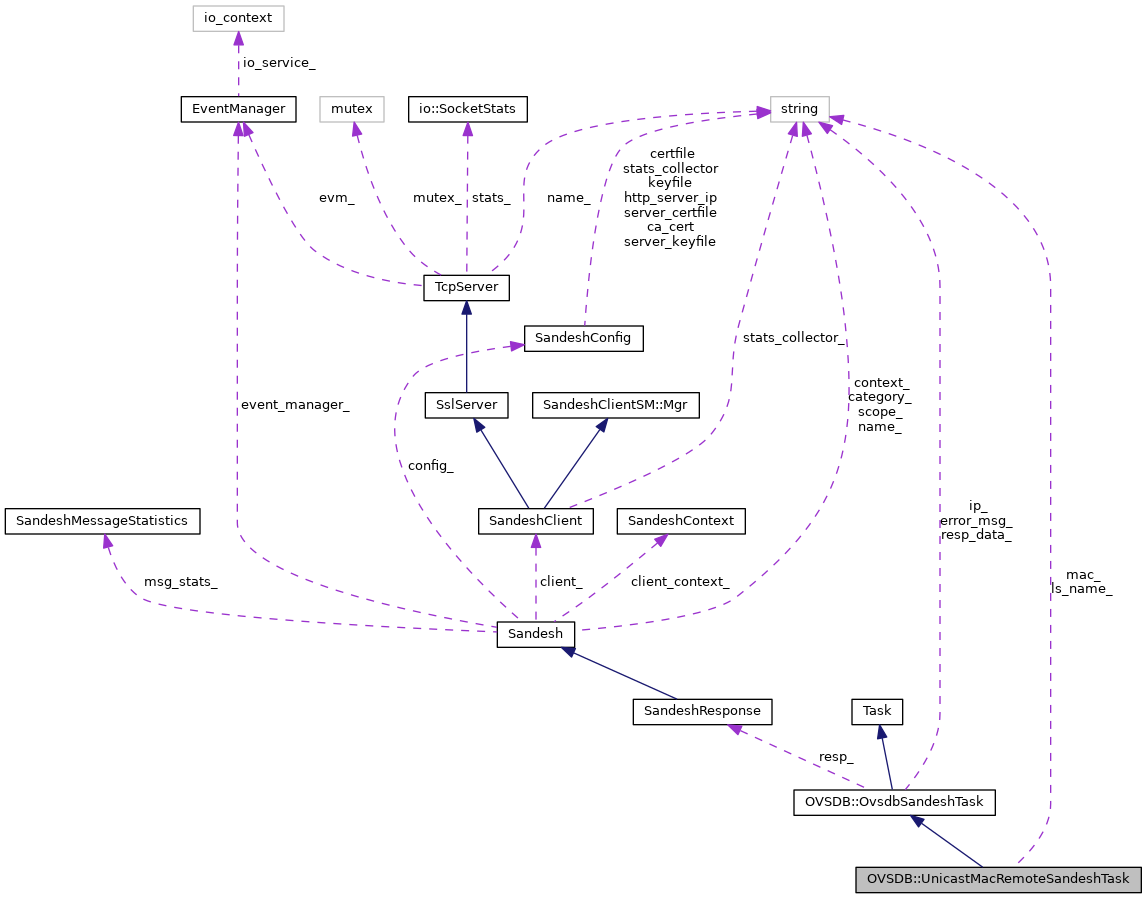 io_context
io_service_
EventManager
mutex
io::SocketStats
string
certfile
stats_collector
keyfile
http_server_ip
server_certfile
ca_cert
server_keyfile
evm_
mutex_
stats_
name_
TcpServer
SandeshConfig
stats_collector_
SslServer
SandeshClientSM::Mgr
event_manager_
context_
category_
scope_
name_
config_
SandeshMessageStatistics
SandeshClient
SandeshContext
ip_
error_msg_
resp_data_
msg_stats_
client_
client_context_
mac_
ls_name_
Sandesh
SandeshResponse
Task
resp_
OVSDB::OvsdbSandeshTask
OVSDB::UnicastMacRemoteSandeshTask